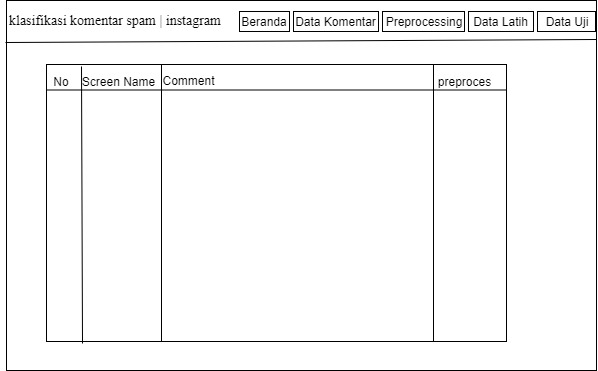 klasifikasi komentar spam | instagram Beranda Data Komentar Preprocessing Data Latih Data Uji
No Screen Name Comment preproces